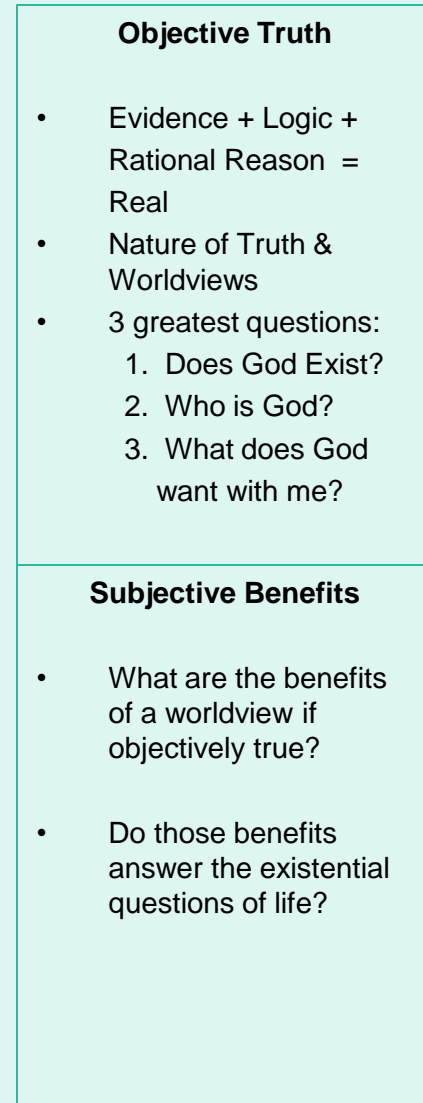 Objective Truth
• Evidence + Logic +
Rational Reason =
Real
• Nature of Truth &
Worldviews
• 3 greatest questions:
1. Does God Exist?
2. Who is God?
3. What does God
want with me?
Subjective Benefits
• What are the benefits
of a worldview if
objectively true?
• Do those benefits
answer the existential
questions of life?